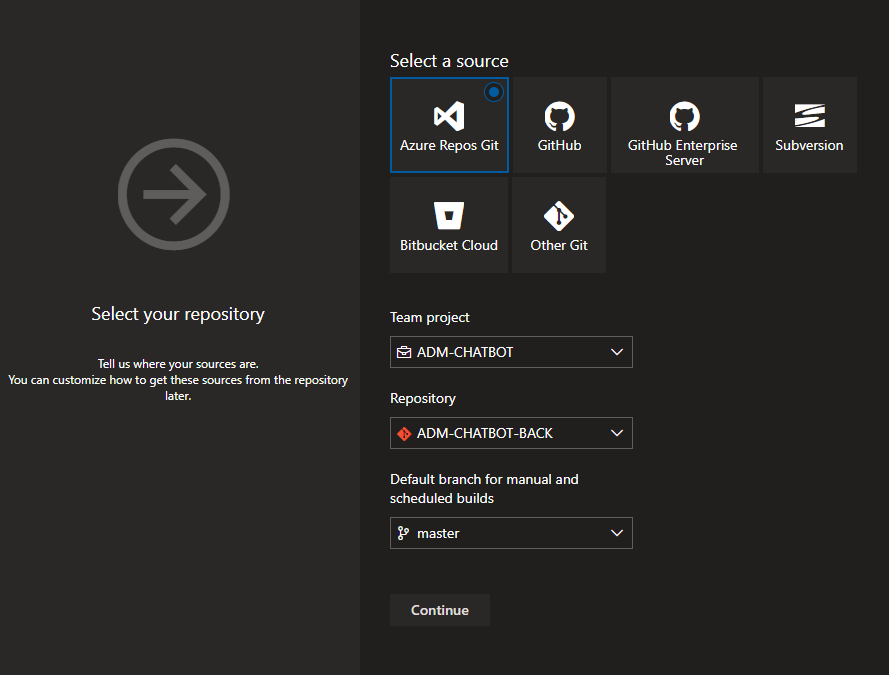 Select your repository
Tell us where your sources are.
You can customize how to get these sources from the repository
later.
Select a source
Azure Repos Git
GitHub
GitHub Enterprise
Server
Subversion
Bitbucket Cloud
Other Git
Team project
ADM-CHATBOT
Repository
ADM-CHATBOT-BACK
Default branch for manual and
scheduled builds
master
Continue